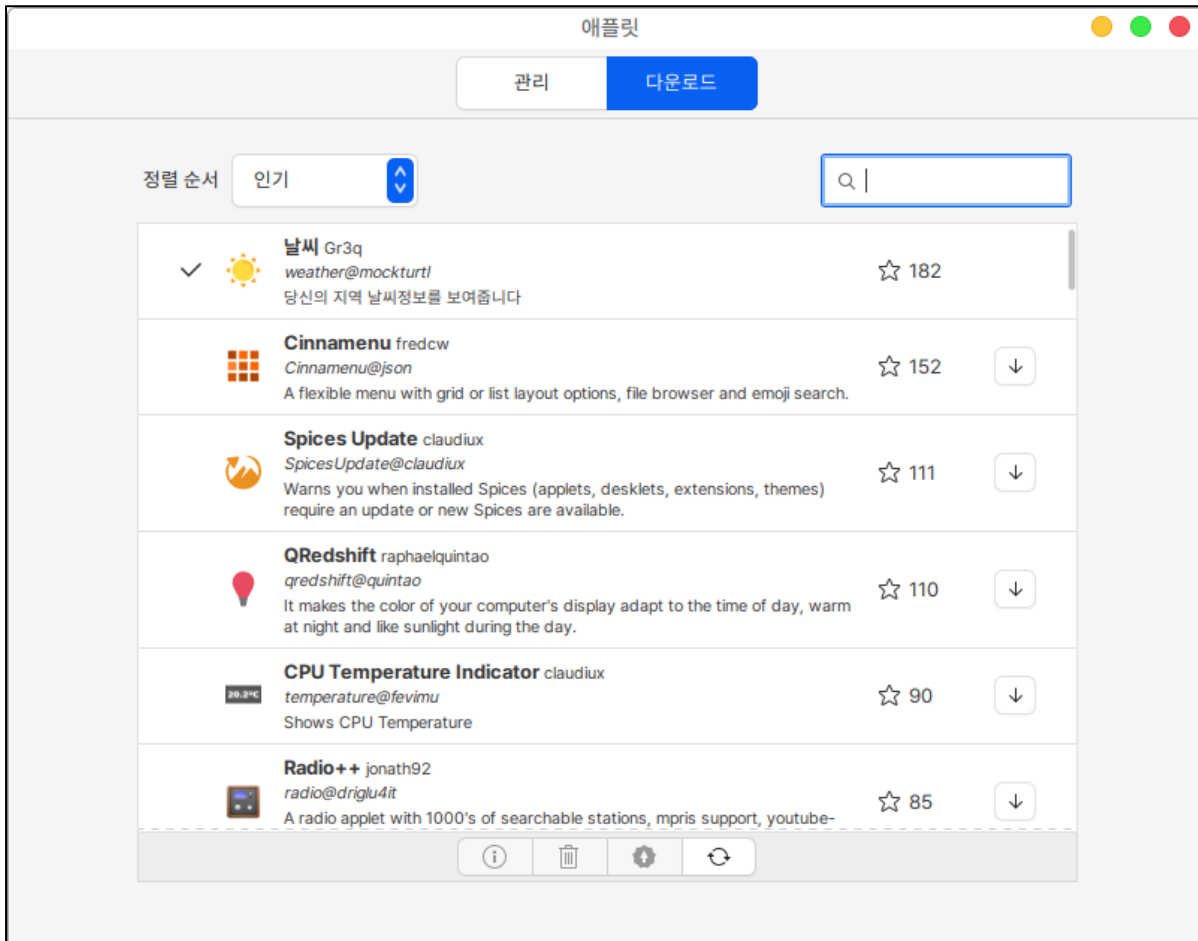 애플릿
관리
다운로드
정렬 순서
인기
날씨 Gr3q
weather@mockturtl
당신의 지역 날씨정보를 보여줍니다
182
Cinnamenu fredcw
Cinnamenu@json
A flexible menu with grid or list layout options, file browser and emoji search.
152
Spices Update claudiux
SpicesUpdate@claudiux
Warns you when installed Spices (applets, desklets, extensions, themes)
require an update or new Spices are available.
111
QRedshift raphaelquintao
qredshift@quintao
It makes the color of your computer's display adapt to the time of day, warm
at night and like sunlight during the day.
110
20.2°C
CPU Temperature Indicator claudiux
temperature@fevimu
Shows CPU Temperature
90
Radio++ jonath92
radio@driglu4it
A radio applet with 1000's of searchable stations, mpris support, youtube-
85